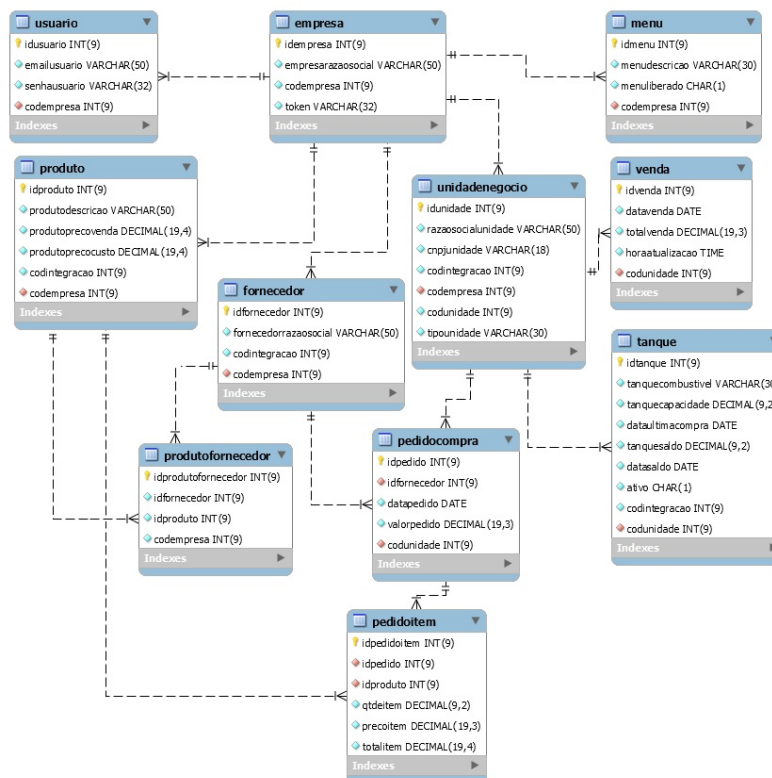 usuario
idusuario INT(9)
emailusuario VARCHAR(50)
senhausuario VARCHAR(32)
codempresa INT(9)
Indexes
empresa
idempresa INT(9)
empresarazaosocial VARCHAR(50)
codempresa INT(9)
token VARCHAR(32)
Indexes
menu
idmenu INT(9)
menudescricao VARCHAR(30)
menuliberado CHAR(1)
codempresa INT(9)
Indexes
produto
idproduto INT(9)
produtodescricao VARCHAR(50)
produtoprecovenda DECIMAL(19,4)
produtoprecocusto DECIMAL(19,4)
codintegracao INT(9)
codempresa INT(9)
Indexes
unidadenegocio
idunidade INT(9)
razaosocialunidade VARCHAR(50)
cnpjunidade VARCHAR(18)
codintegracao INT(9)
codempresa INT(9)
codunidade INT(9)
tipounidade VARCHAR(30)
Indexes
venda
idvenda INT(9)
datavenda DATE
totalvenda DECIMAL(19,3)
horaatualizacao TIME
codunidade INT(9)
Indexes
fornecedor
idfornecedor INT(9)
fornecedorrazaosocial VARCHAR(50)
codintegracao INT(9)
codempresa INT(9)
Indexes
tanque
idtanque INT(9)
tanquecombustivel VARCHAR(30
tanquecapacidade DECIMAL(9,2
dataultimacompra DATE
tanquesaldo DECIMAL(9,2)
datasaldo DATE
ativo CHAR(1)
codintegracao INT(9)
codunidade INT(9)
Indexes
produtofornecedor
idprodutofornecedor INT(9)
idfornecedor INT(9)
idproduto INT(9)
codempresa INT(9)
Indexes
pedidocompra
idpedido INT(9)
idfornecedor INT(9)
datapedido DATE
valorpedido DECIMAL(19,3)
codunidade INT(9)
Indexes
pedidoitem
idpedidoitem INT(9)
idpedido INT(9)
idproduto INT(9)
qtdeitem DECIMAL(9,2)
precoitem DECIMAL(19,3)
totalitem DECIMAL(19,4)
Indexes